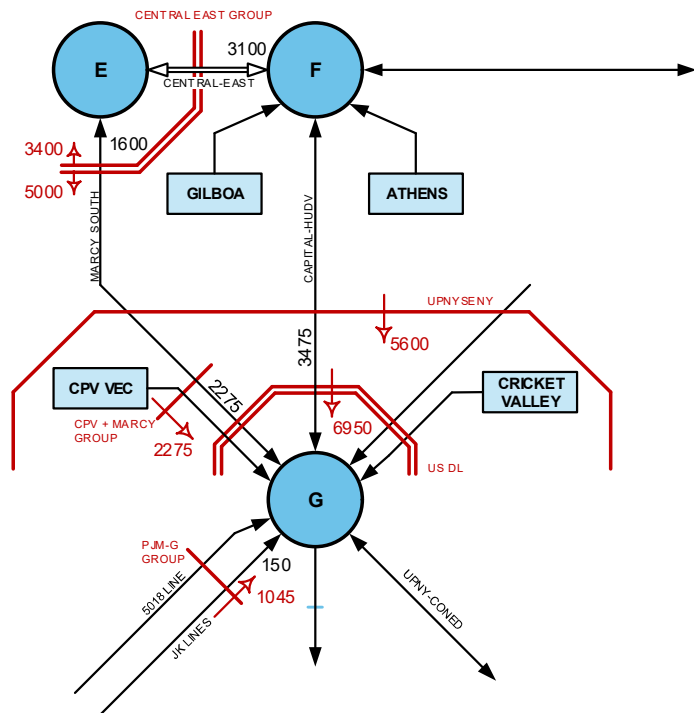 CENTRAL EAST GROUP
3100
E
F
CENTRAL-EAST
1600
3400
5000
GILBOA
ATHENS
MARCY SOUTH
CAPITAL-HUDV
UPNYSENY
5600
3475
CPV VEC
2275
CRICKET
VALLEY
CPV + MARCY
GROUP
2275
6950
US DL
G
PJM-G
GROUP
150
1045
5018 LINE
JK LINES
UPNY-CONED